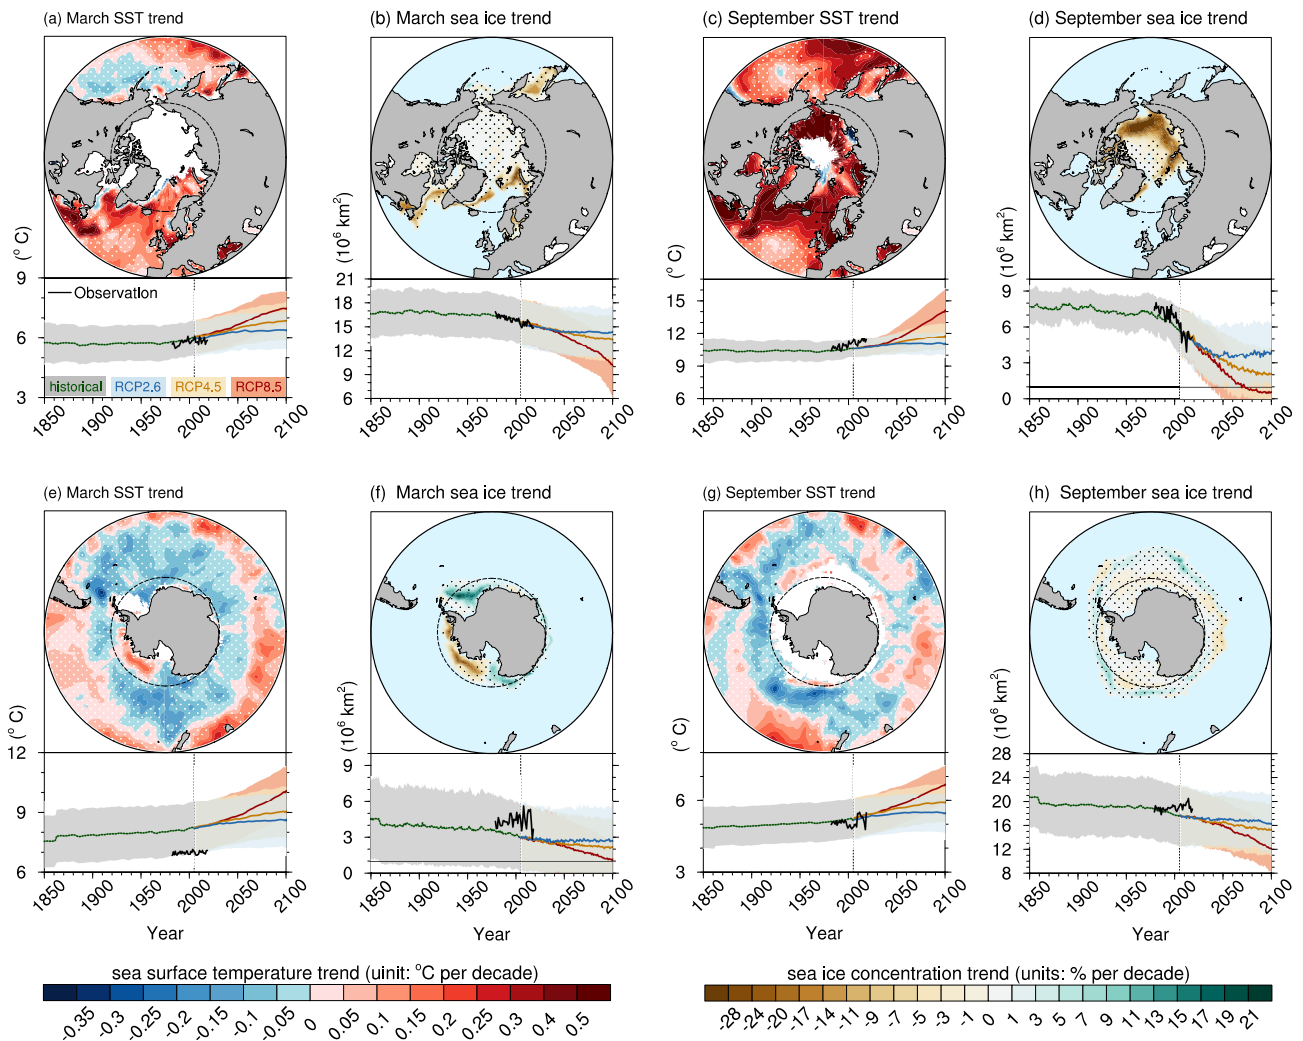 (a) March SST trend
(b) March sea ice trend
(c) September SST trend
(d) September sea ice trend
(° C)
9
6
3
Observation
historical
RCP2.6
RCP4.5
RCP8.5
1850 1900 1950 2000 2050 2100
(10⁶ km²)
21
18
15
12
9
6
1850 1900 1950 2000 2050 2100
(° C)
15
12
9
6
1850 1900 1950 2000 2050 2100
(10⁶ km²)
9
6
3
0
1850 1900 1950 2000 2050 2100
(e) March SST trend
(f) March sea ice trend
(g) September SST trend
(h) September sea ice trend
(° C)
12
9
6
1850 1900 1950 2000 2050 2100
Year
(10⁶ km²)
9
6
3
0
1850 1900 1950 2000 2050 2100
Year
(° C)
6
3
1850 1900 1950 2000 2050 2100
Year
(10⁶ km²)
28
24
20
16
12
8
1850 1900 1950 2000 2050 2100
Year
sea surface temperature trend (uinit: °C per decade)
-0.35 -0.3 -0.25 -0.2 -0.15 -0.1 -0.05 0 0.05 0.1 0.15 0.2 0.25 0.3 0.4 0.5
sea ice concentration trend (units: % per decade)
-28 -24 -20 -17 -14 -11 -9 -7 -5 -3 -1 0 1 3 5 7 9 11 13 15 17 19 21